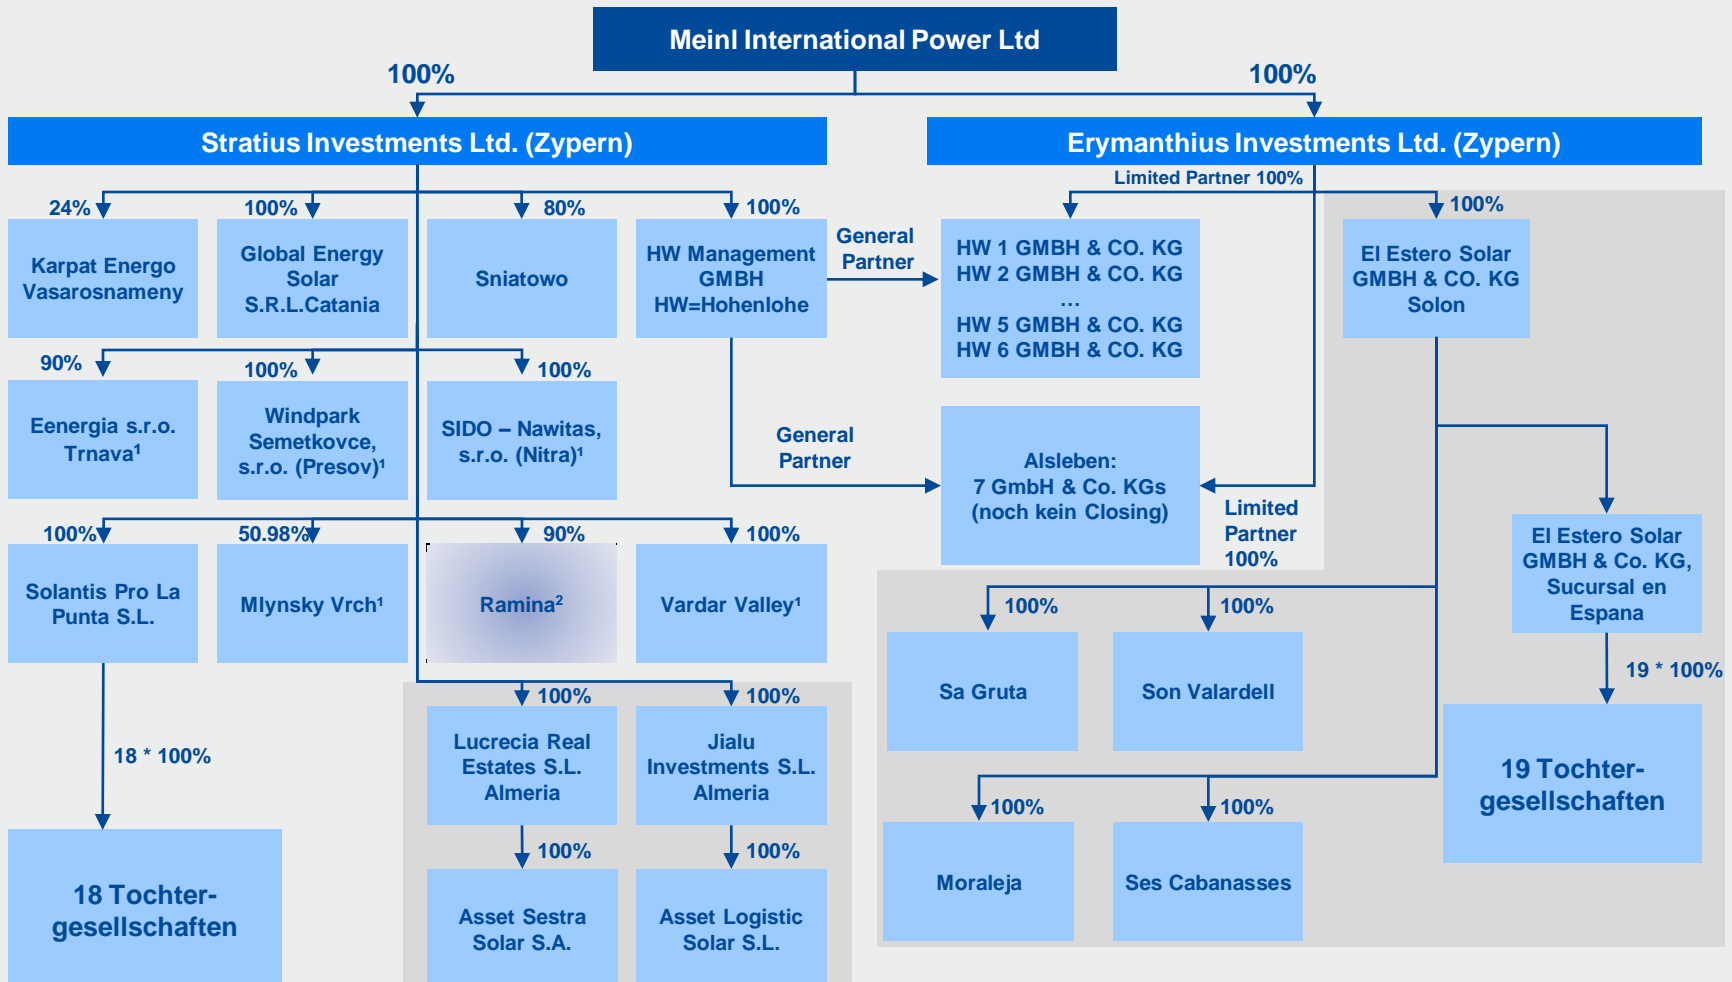 Meinl International Power Ltd
100%
100%
Stratius Investments Ltd. (Zypern)
Erymanthius Investments Ltd. (Zypern)
Limited Partner 100%
24%
100%
80%
100%
100%
Karpat Energo
Vasarosnameny
Global Energy
Solar
S.R.L.Catania
Sniatowo
HW Management
GMBH
HW=Hohenlohe
General
Partner
HW 1 GMBH & CO. KG
HW 2 GMBH & CO. KG
…
HW 5 GMBH & CO. KG
HW 6 GMBH & CO. KG
El Estero Solar
GMBH & CO. KG
Solon
90%
100%
100%
Eenergia s.r.o.
Trnava¹
Windpark
Semetkovce,
s.r.o. (Presov)¹
SIDO – Nawitas,
s.r.o. (Nitra)¹
General
Partner
Alsleben:
7 GmbH & Co. KGs
(noch kein Closing)
Limited
Partner
100%
100%
50.98%
90%
100%
Solantis Pro La
Punta S.L.
Mlynsky Vrch¹
Ramina²
Vardar Valley¹
El Estero Solar
GMBH & Co. KG,
Sucursal en
Espana
100%
100%
19 * 100%
Sa Gruta
Son Valardell
100%
100%
18 * 100%
Lucrecia Real
Estates S.L.
Almeria
Jialu
Investments S.L.
Almeria
19 Tochter-
gesellschaften
100%
100%
100%
100%
18 Tochter-
gesellschaften
Asset Sestra
Solar S.A.
Asset Logistic
Solar S.L.
Moraleja
Ses Cabanasses